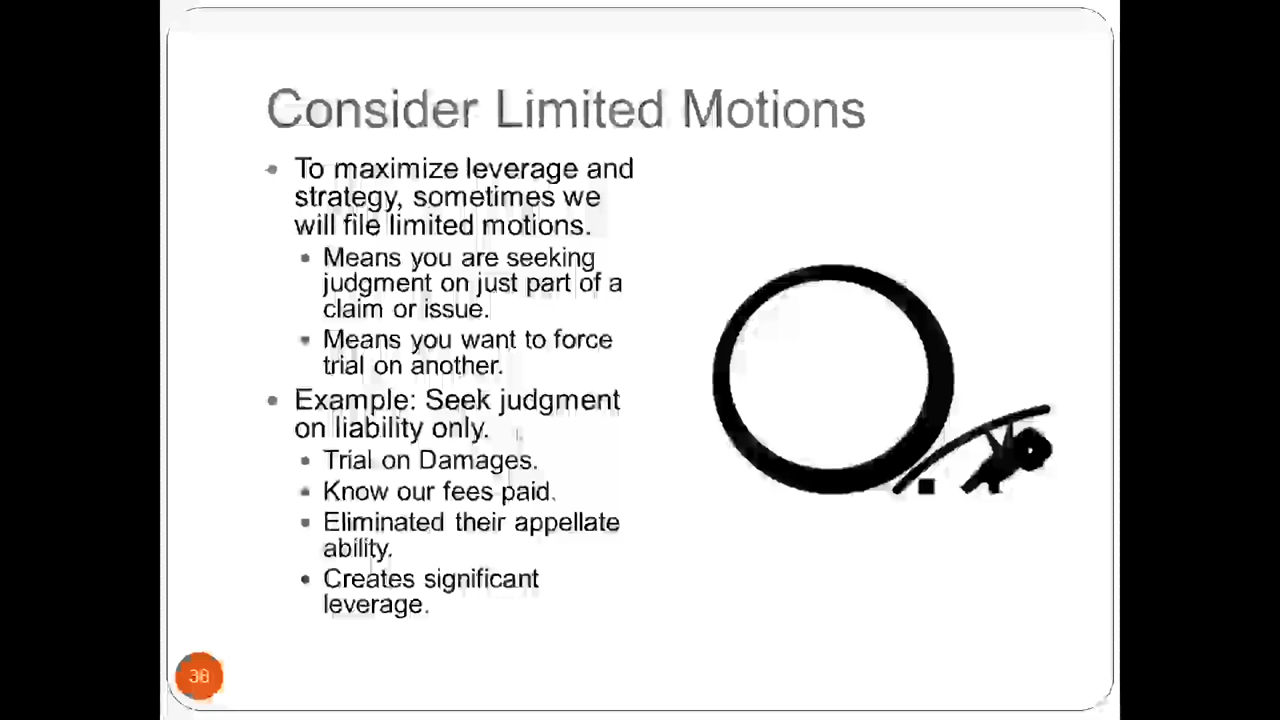 Consider Limited Motions
To maximize leverage and
strategy, sometimes we
will file limited motions.
Means you are seeking
judgment on just part of a
claim or issue.
Means you want to force
trial on another.
Example: Seek judgment
on liability only.
Trial on Damages.
Know our fees paid.
Eliminated their appellate
ability.
Creates significant
leverage.